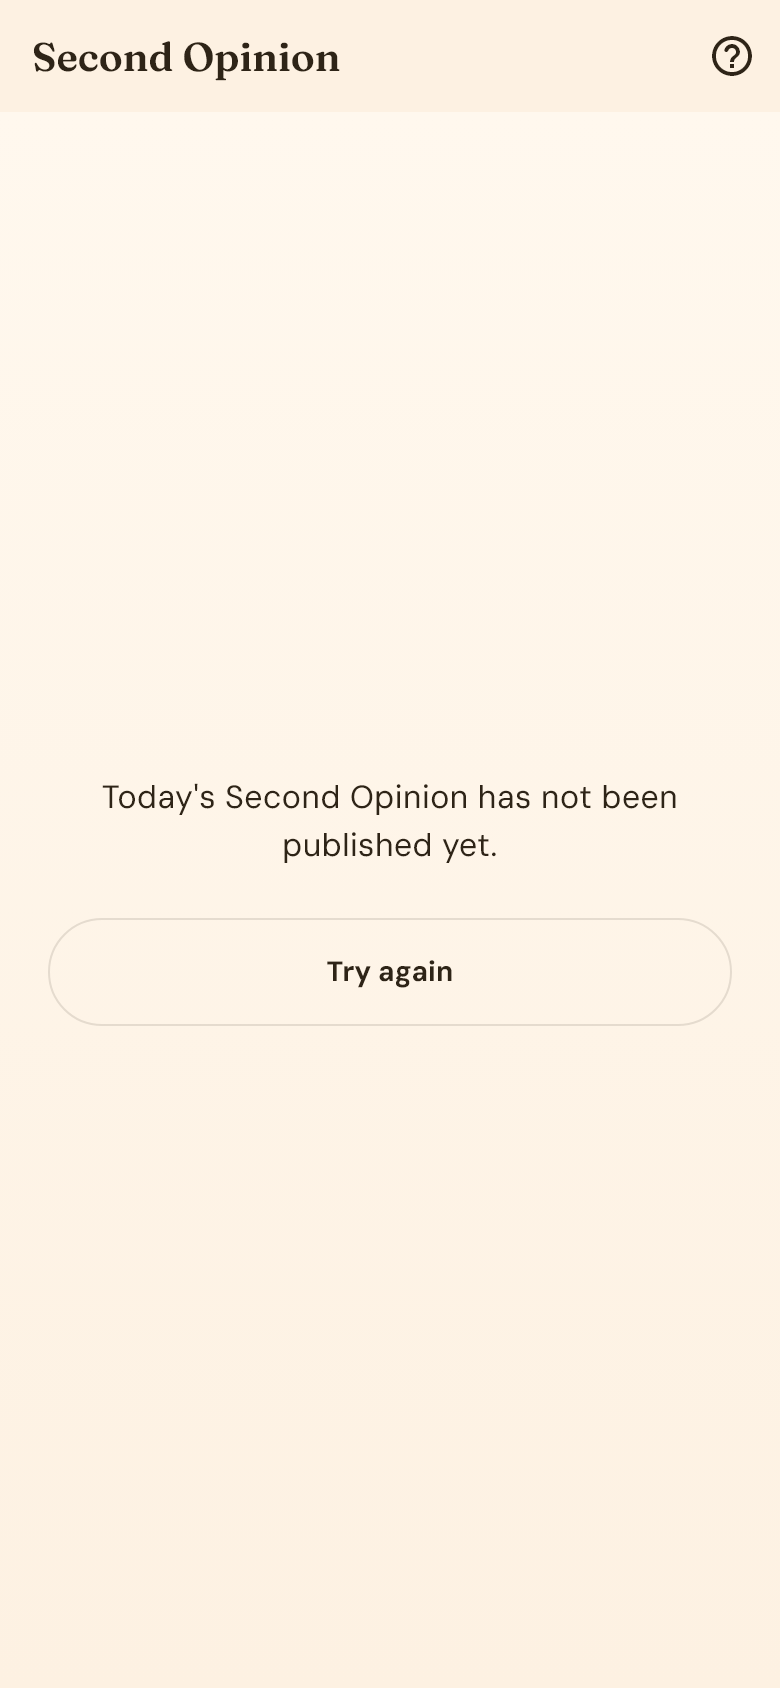 Second Opinion
Today's Second Opinion has not been
published yet.
Try again